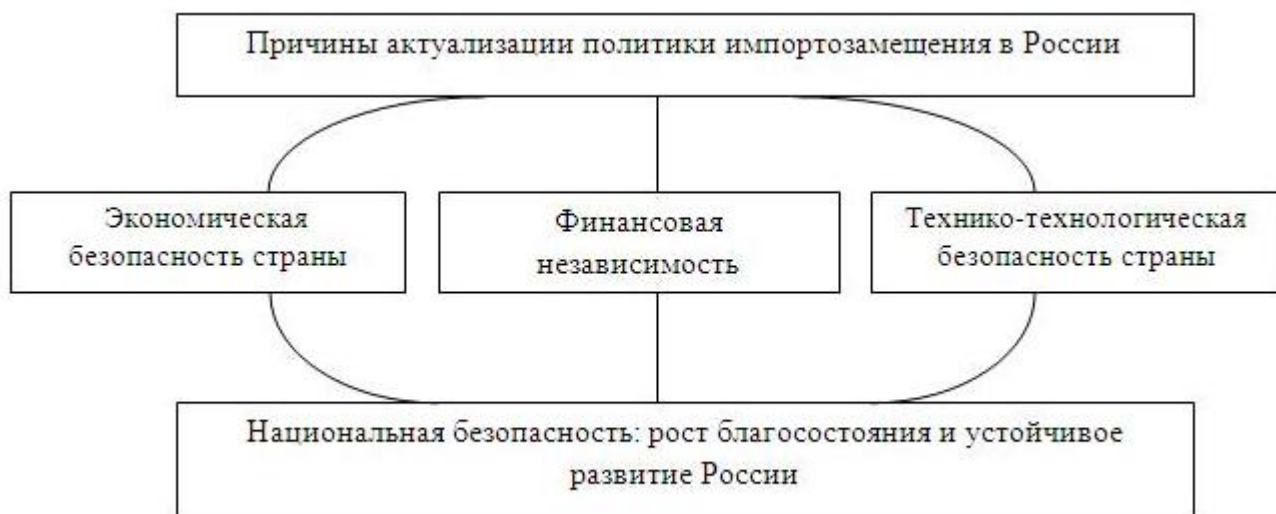 Причины актуализации политики импортозамещения в России
Экономическая
безопасность страны
Финансовая
независимость
Технико-технологическая
безопасность страны
Национальная безопасность: рост благосостояния и устойчивое
развитие России